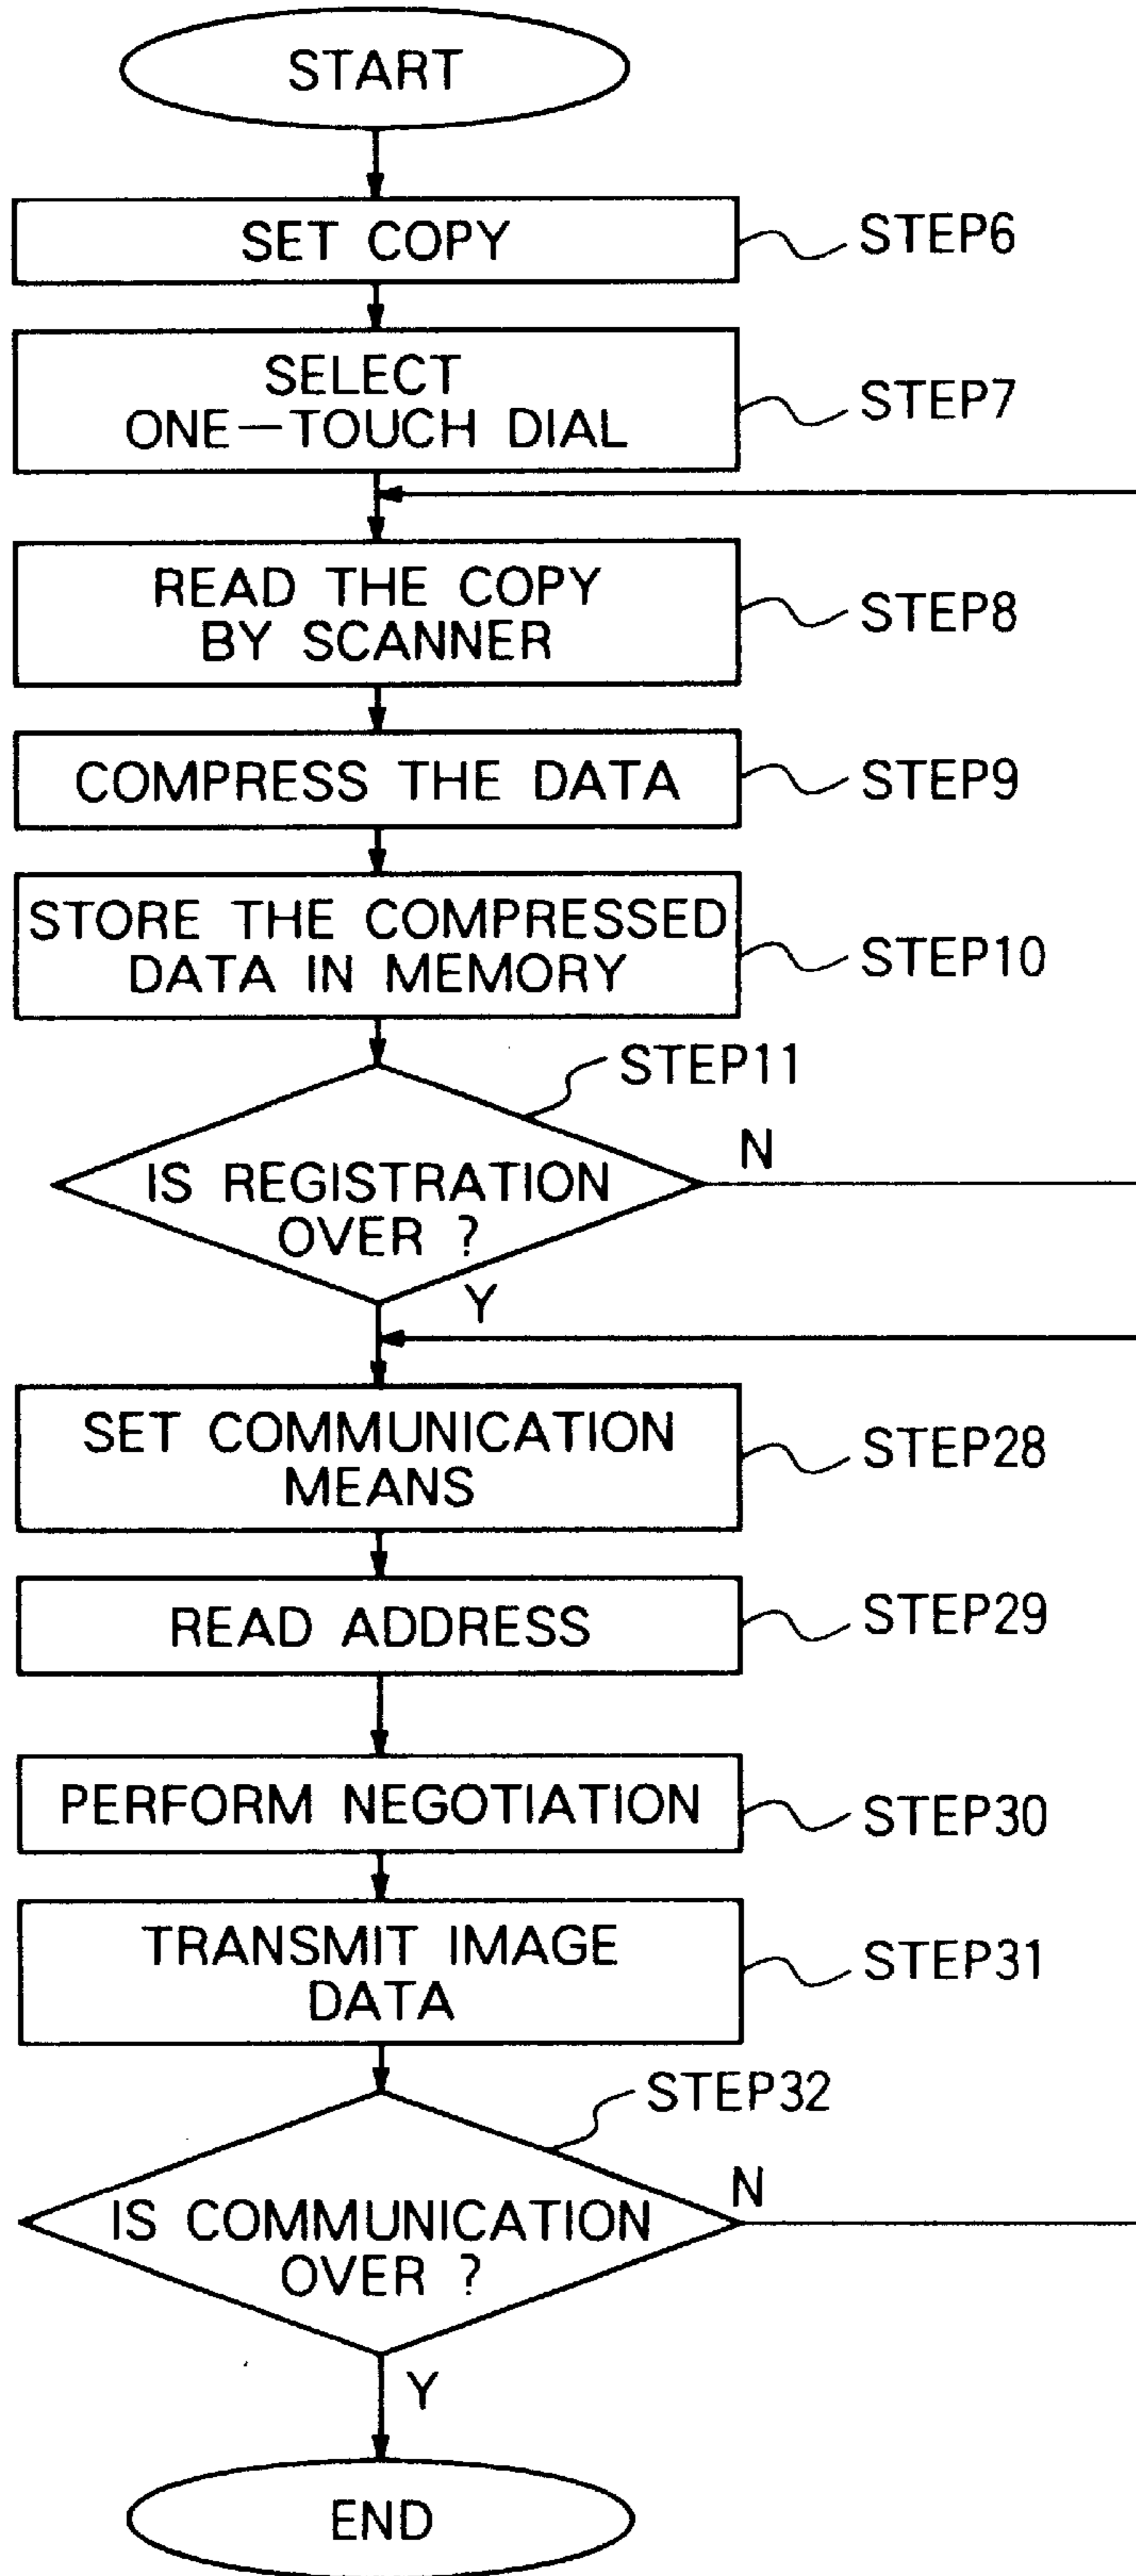 START
SET COPY
STEP6
SELECT
ONE-TOUCH DIAL
STEP7
READ THE COPY
BY SCANNER
STEP8
COMPRESS THE DATA
STEP9
STORE THE COMPRESSED
DATA IN MEMORY
STEP10
STEP11
IS REGISTRATION
OVER ?
N
Y
SET COMMUNICATION
MEANS
STEP28
READ ADDRESS
STEP29
PERFORM NEGOTIATION
STEP30
TRANSMIT IMAGE
DATA
STEP31
STEP32
IS COMMUNICATION
OVER ?
N
Y
END